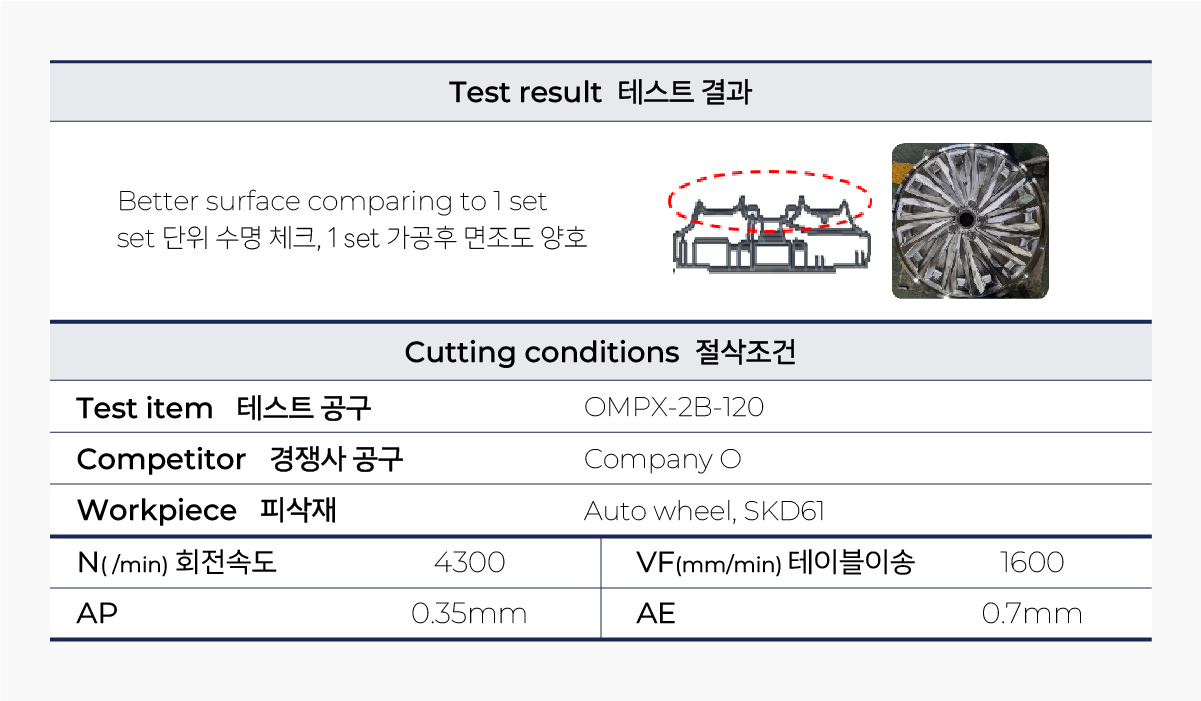 Test result 테스트 결과
Better surface comparing to 1 set
set 단위 수명 체크, 1 set 가공후 면조도 양호
Cutting conditions 절삭조건
Test item 테스트 공구 OMPX-2B-120
Competitor 경쟁사 공구 Company O
Workpiece 피삭재 Auto wheel, SKD61
N( /min) 회전속도 4300 VF(mm/min) 테이블이송 1600
AP 0.35mm AE 0.7mm